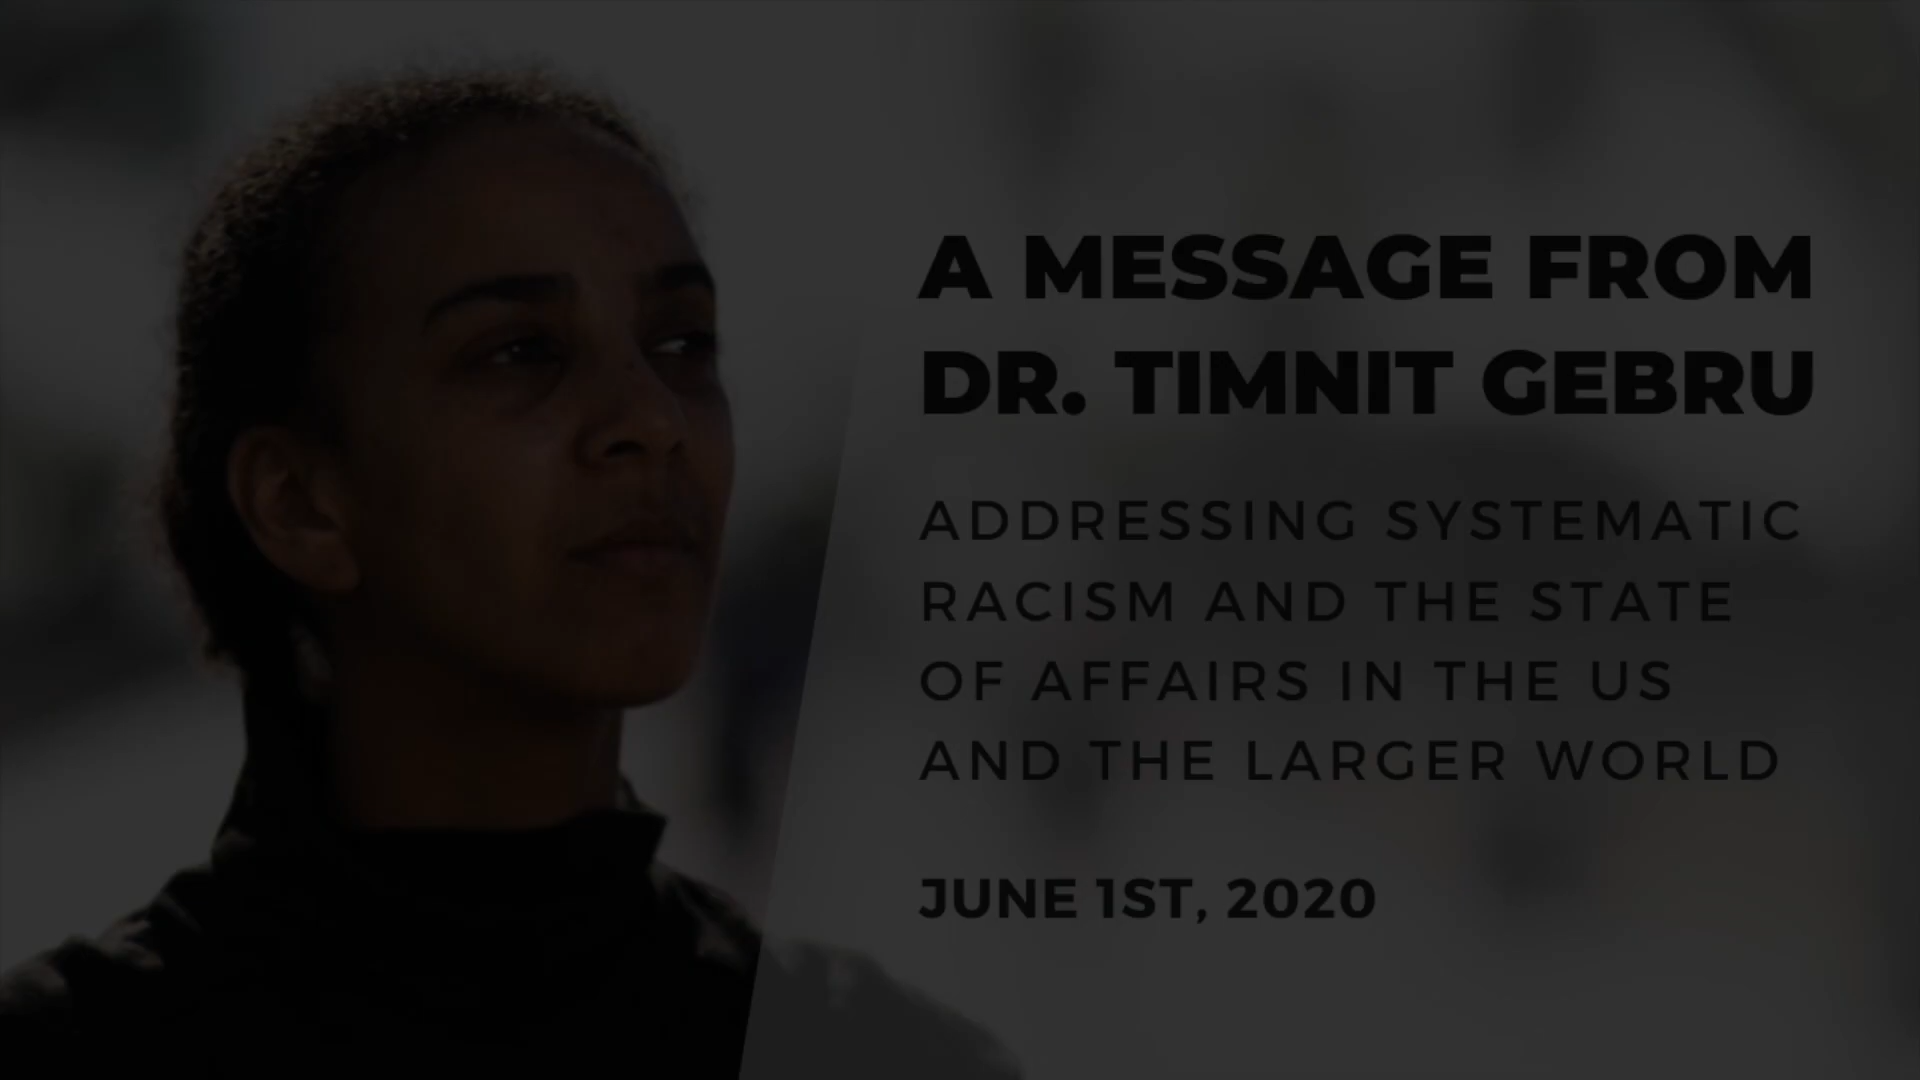 A MESSAGE FROM
DR. TIMNIT GEBRU
ADDRESSING SYSTEMATIC
RACISM AND THE STATE
OF AFFAIRS IN THE US
AND THE LARGER WORLD
JUNE 1ST, 2020